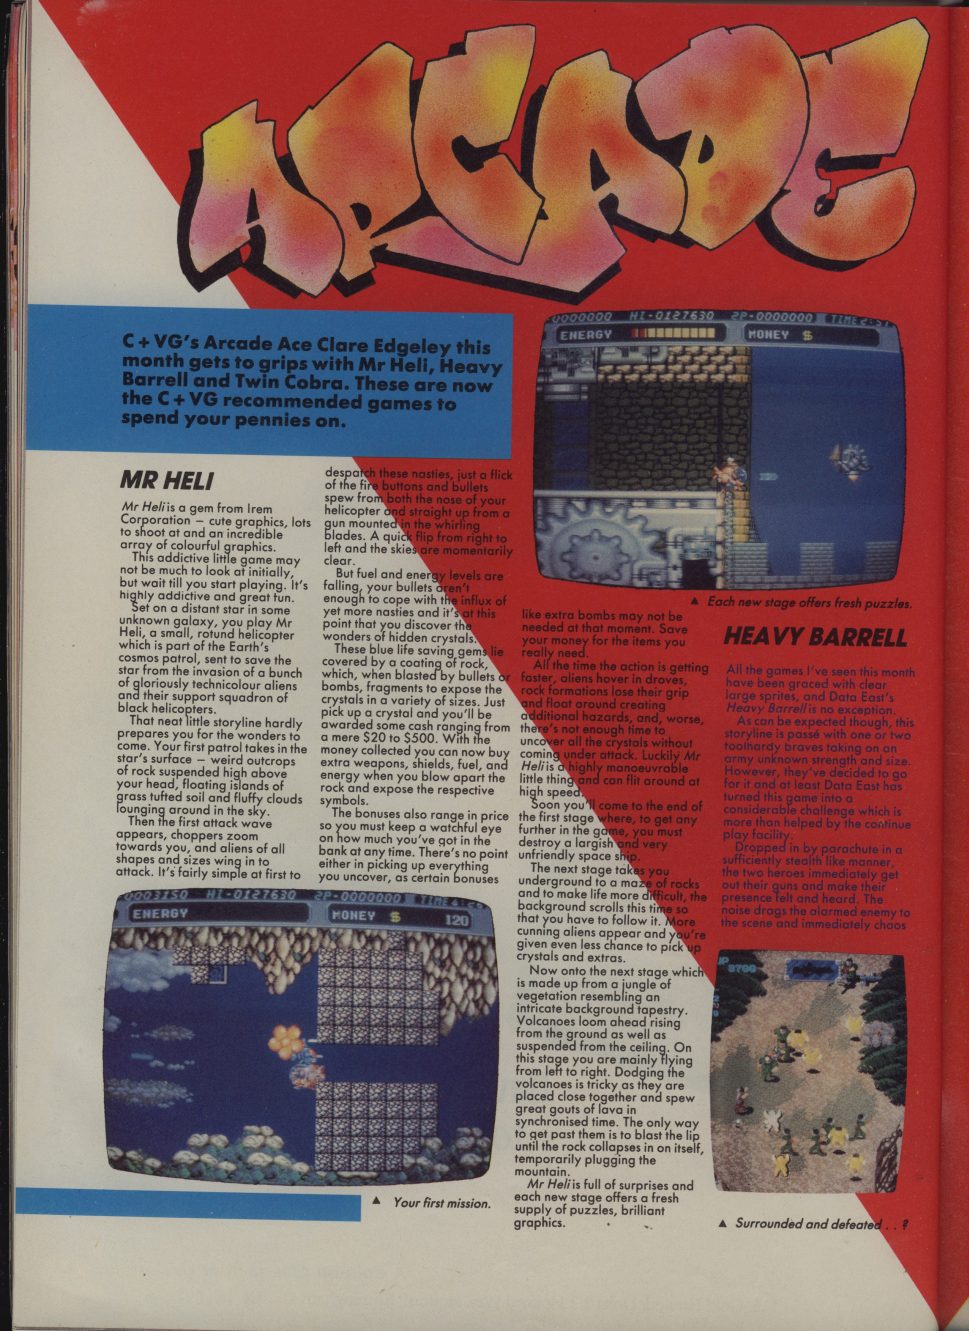 ARCADE
C+VG's Arcade Ace Clare Edgeley this
month gets to grips with Mr Heli, Heavy
Barrell and Twin Cobra. These are now
the C+VG recommended games to
spend your pennies on.
MR HELI
Mr Heli is a gem from Irem
Corporation – cute graphics, lots
to shoot at and an incredible
array of colourful graphics.
This addictive little game may
not be much to look at initially,
but wait till you start playing. It's
highly addictive and great fun.
Set on a distant star in some
unknown galaxy, you play Mr
Heli, a small, rotund helicopter
which is part of the Earth's
cosmos patrol, sent to save the
star from the invasion of a bunch
of gloriously technicolour aliens
and their support squadron of
black helicopters.
That neat little storyline hardly
prepares you for the wonders to
come. Your first patrol takes in the
star's surface – weird outcrops
of rock suspended high above
your head, floating islands of
grass tufted soil and fluffy clouds
lounging around in the sky.
Then the first attack wave
appears, choppers zoom
towards you, and aliens of all
shapes and sizes wing in to
attack. It's fairly simple at first to
despatch these nasties, just a flick
of the fire buttons and bullets
spew from both the nose of your
helicopter and straight up from a
gun mounted in the whirling
blades. A quick flip from right to
left and the skies are momentarily
clear.
But fuel and energy levels are
falling, your bullets aren't
enough to cope with the influx of
yet more nasties and it's at this
point that you discover the
wonders of hidden crystals.
These blue life saving gems lie
covered by a coating of rock,
which, when blasted by bullets or
bombs, fragments to expose the
crystals in a variety of sizes. Just
pick up a crystal and you'll be
awarded some cash ranging from
a mere $20 to $500. With the
money collected you can now buy
extra weapons, shields, fuel, and
energy when you blow apart the
rock and expose the respective
symbols.
The bonuses also range in price
so you must keep a watchful eye
on how much you've got in the
bank at any time. There's no point
either in picking up everything
you uncover, as certain bonuses
0003150 HI-0127630 2P-0000000 TIME
ENERGY MONEY $ 120
▲ Your first mission.
0000000 HI-0127630 2P-0000000 TIME 2:51
ENERGY MONEY $
▲ Each new stage offers fresh puzzles.
like extra bombs may not be
needed at that moment. Save
your money for the items you
really need.
All the time the action is getting
faster, aliens hover in droves,
rock formations lose their grip
and float around creating
additional hazards, and, worse,
there's not enough time to
uncover all the crystals without
coming under attack. Luckily Mr
Heli is a highly manoeuvrable
little thing and can flit around at
high speed.
Soon you'll come to the end of
the first stage where, to get any
further in the game, you must
destroy a largish and very
unfriendly space ship.
The next stage takes you
underground to a maze of rocks
and to make life more difficult, the
background scrolls this time so
that you have to follow it. More
cunning aliens appear and you're
given even less chance to pick up
crystals and extras.
Now onto the next stage which
is made up from a jungle of
vegetation resembling an
intricate background tapestry.
Volcanoes loom ahead rising
from the ground as well as
suspended from the ceiling. On
this stage you are mainly flying
from left to right. Dodging the
volcanoes is tricky as they are
placed close together and spew
great gouts of lava in
synchronised time. The only way
to get past them is to blast the lip
until the rock collapses in on itself,
temporarily plugging the
mountain.
Mr Heli is full of surprises and
each new stage offers a fresh
supply of puzzles, brilliant
graphics.
HEAVY BARRELL
All the games I've seen this month
have been graced with clear
large sprites, and Data East's
Heavy Barrell is no exception.
As can be expected though, this
storyline is passé with one or two
toolhardy braves taking on an
army unknown strength and size.
However, they've decided to go
for it and at least Data East has
turned this game into a
considerable challenge which is
more than helped by the continue
play facility.
Dropped in by parachute in a
sufficiently stealth like manner,
the two heroes immediately get
out their guns and make their
presence felt and heard. The
noise drags the alarmed enemy to
the scene and immediately chaos
▲ Surrounded and defeated . . ?